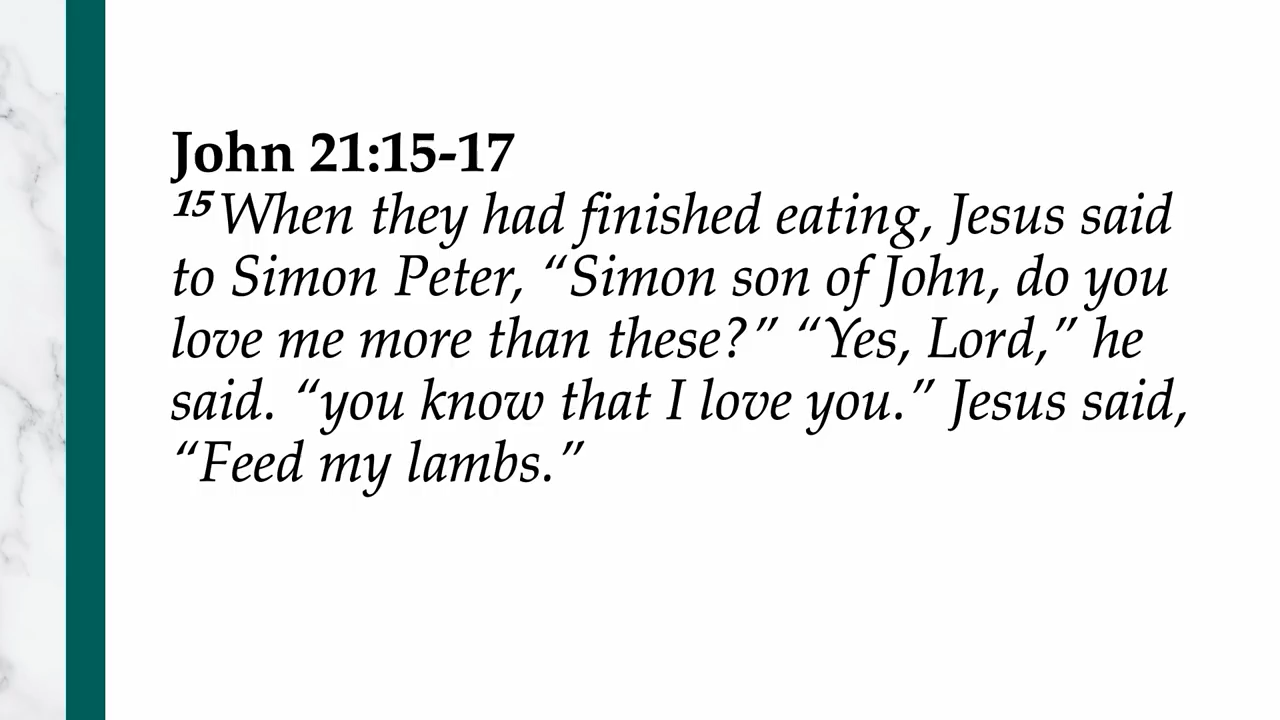 John 21:15-17
15 When they had finished eating, Jesus said
to Simon Peter, “Simon son of John, do you
love me more than these?” “Yes, Lord,” he
said. “you know that I love you.” Jesus said,
“Feed my lambs.”